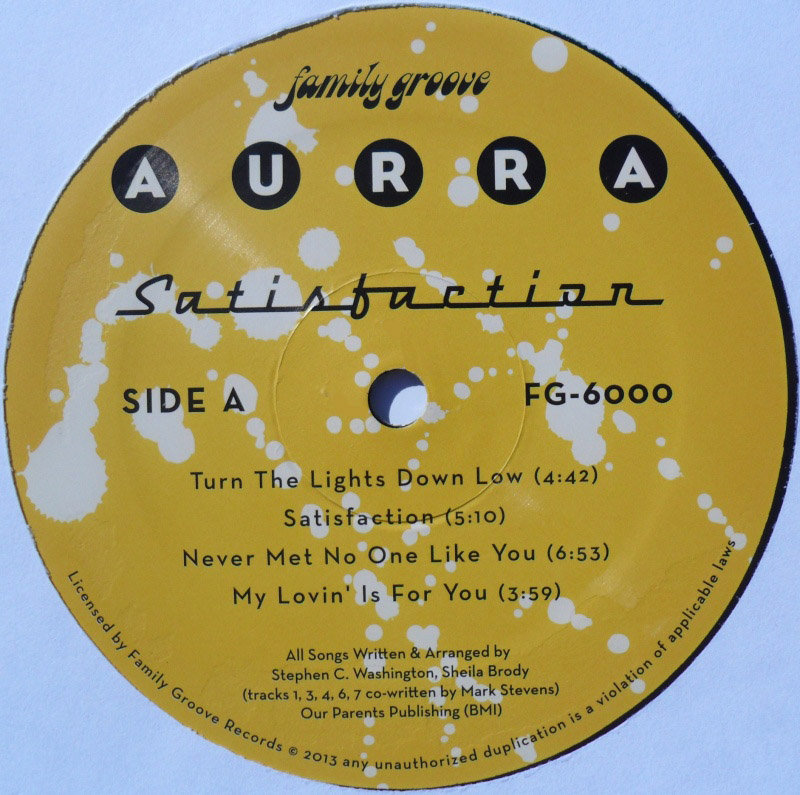 family groove
AURRA
Satisfaction
SIDE A
FG-6000
Turn The Lights Down Low (4:42)
Satisfaction (5:10)
Never Met No One Like You (6:53)
My Lovin' Is For You (3:59)
All Songs Written & Arranged by
Stephen C. Washington, Sheila Brody
(tracks 1, 3, 4, 6, 7 co-written by Mark Stevens)
Our Parents Publishing (BMI)
Licensed by Family Groove Records © 2013 any unauthorized duplication is a violation of applicable laws